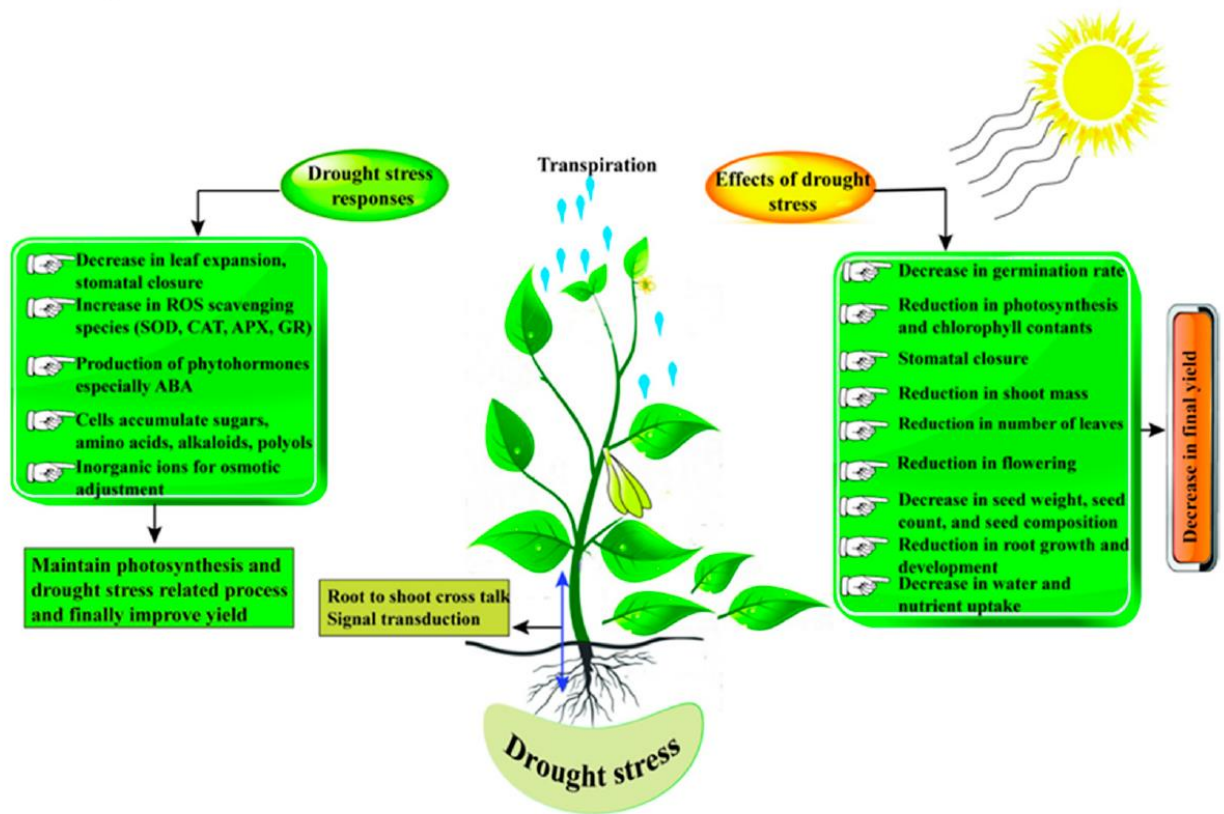 Drought stress
responses
Decrease in leaf expansion,
stomatal closure
Increase in ROS scavenging
species (SOD, CAT, APX, GR)
Production of phytohormones
especially ABA
Cells accumulate sugars,
amino acids, alkaloids, polyols
Inorganic ions for osmotic
adjustment
Maintain photosynthesis and
drought stress related process
and finally improve yield
Transpiration
Root to shoot cross talk
Signal transduction
Drought stress
Effects of drought
stress
Decrease in germination rate
Reduction in photosynthesis
and chlorophyll contants
Stomatal closure
Reduction in shoot mass
Reduction in number of leaves
Reduction in flowering
Decrease in seed weight, seed
count, and seed composition
Reduction in root growth and
development
Decrease in water and
nutrient uptake
Decrease in final yield